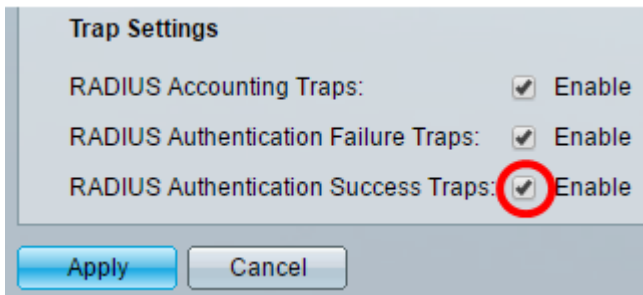 Trap Settings
RADIUS Accounting Traps: Enable
RADIUS Authentication Failure Traps: Enable
RADIUS Authentication Success Traps: Enable
Apply Cancel